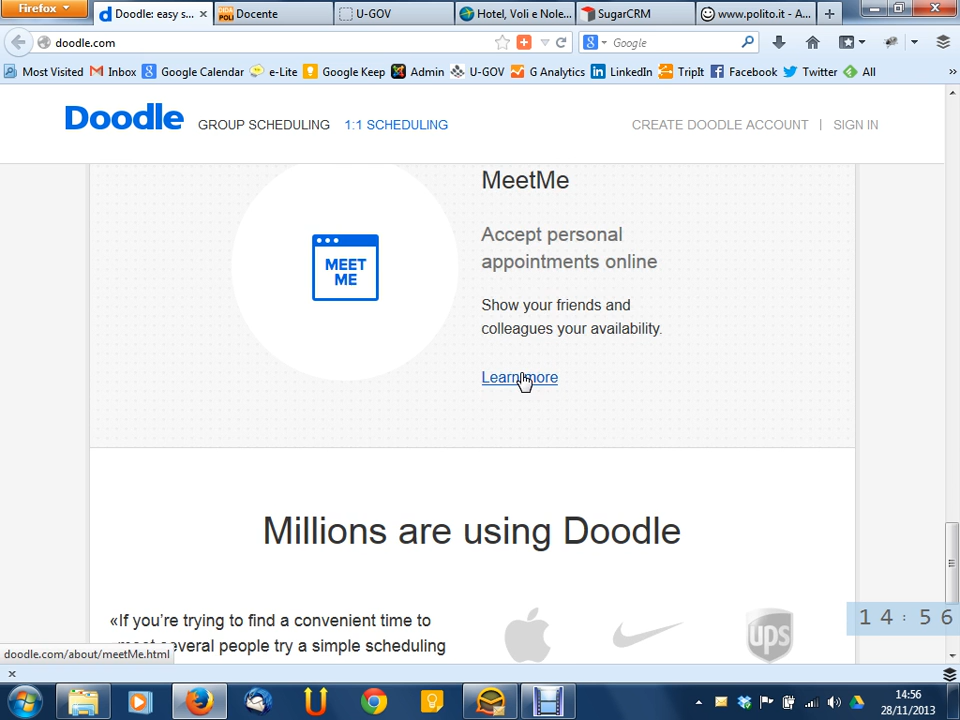 Firefox
Doodle: easy s...
Docente
U-GOV
Hotel, Voli e Nole...
SugarCRM
www.polito.it - A...
doodle.com
Google
Most Visited
Inbox
Google Calendar
e-Lite
Google Keep
Admin
U-GOV
G Analytics
LinkedIn
TripIt
Facebook
Twitter
All
Doodle
GROUP SCHEDULING
1:1 SCHEDULING
CREATE DOODLE ACCOUNT | SIGN IN
MEET
ME
MeetMe
Accept personal
appointments online
Show your friends and
colleagues your availability.
Learn more
Millions are using Doodle
«If you're trying to find a convenient time to
meet several people try a simple scheduling
ups
14:56
doodle.com/about/meetMe.html
14:56
28/11/2013